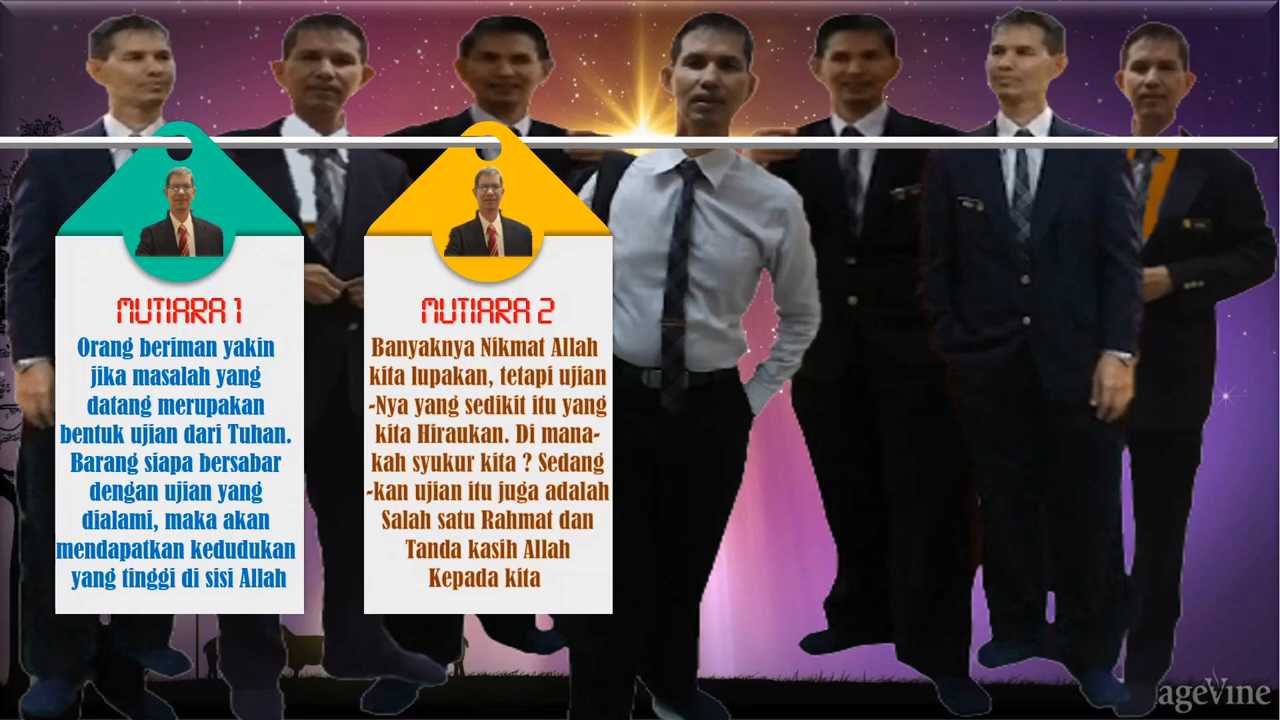 MUTIARA 1
Orang beriman yakin
jika masalah yang
datang merupakan
bentuk ujian dari Tuhan.
Barang siapa bersabar
dengan ujian yang
dialami, maka akan
mendapatkan kedudukan
yang tinggi di sisi Allah
MUTIARA 2
Banyaknya Nikmat Allah
kita lupakan, tetapi ujian
-Nya yang sedikit itu yang
kita Hiraukan. Di mana-
kah syukur kita ? Sedang
-kan ujian itu juga adalah
Salah satu Rahmat dan
Tanda kasih Allah
Kepada kita
ageVine